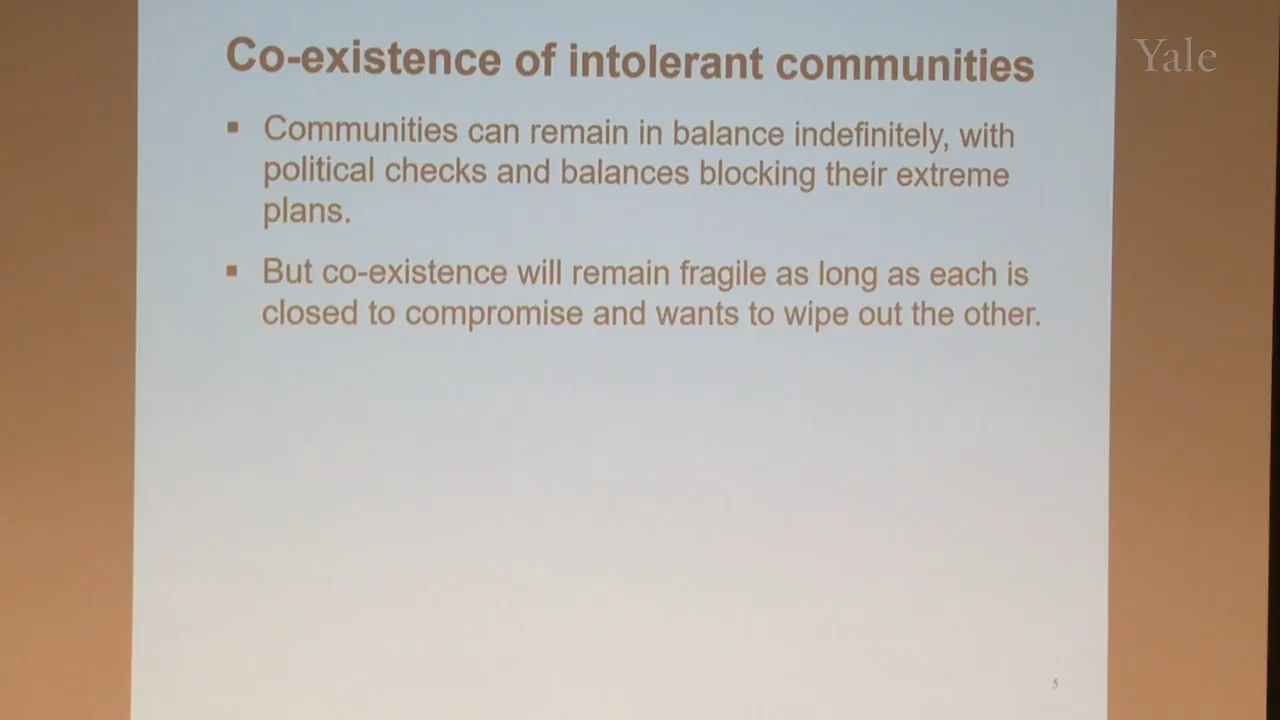 Co-existence of intolerant communities
Yale
▪ Communities can remain in balance indefinitely, with
political checks and balances blocking their extreme
plans.
▪ But co-existence will remain fragile as long as each is
closed to compromise and wants to wipe out the other.
5